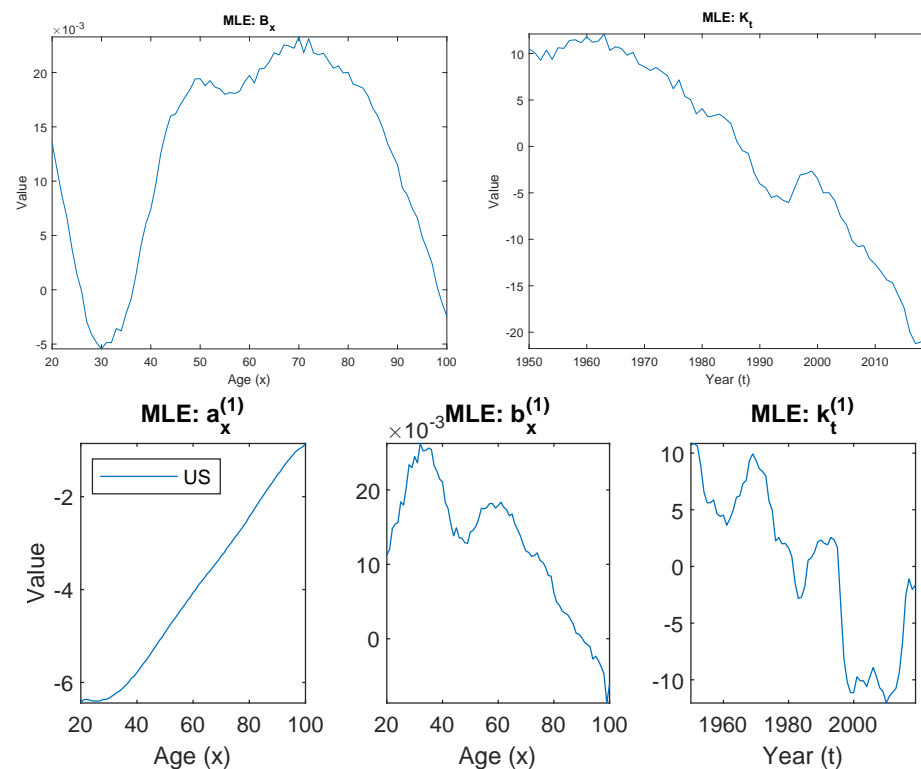 MLE: B_x
×10^-3
20
15
10
5
0
-5
Value
20 30 40 50 60 70 80 90 100
Age (x)
MLE: K_t
10
5
0
-5
-10
-15
-20
Value
1950 1960 1970 1980 1990 2000 2010
Year (t)
MLE: a_x^(1)
US
-2
-4
-6
Value
20 40 60 80 100
Age (x)
MLE: b_x^(1)
×10^-3
20
10
0
20 40 60 80 100
Age (x)
MLE: k_t^(1)
10
5
0
-5
-10
1960 1980 2000
Year (t)